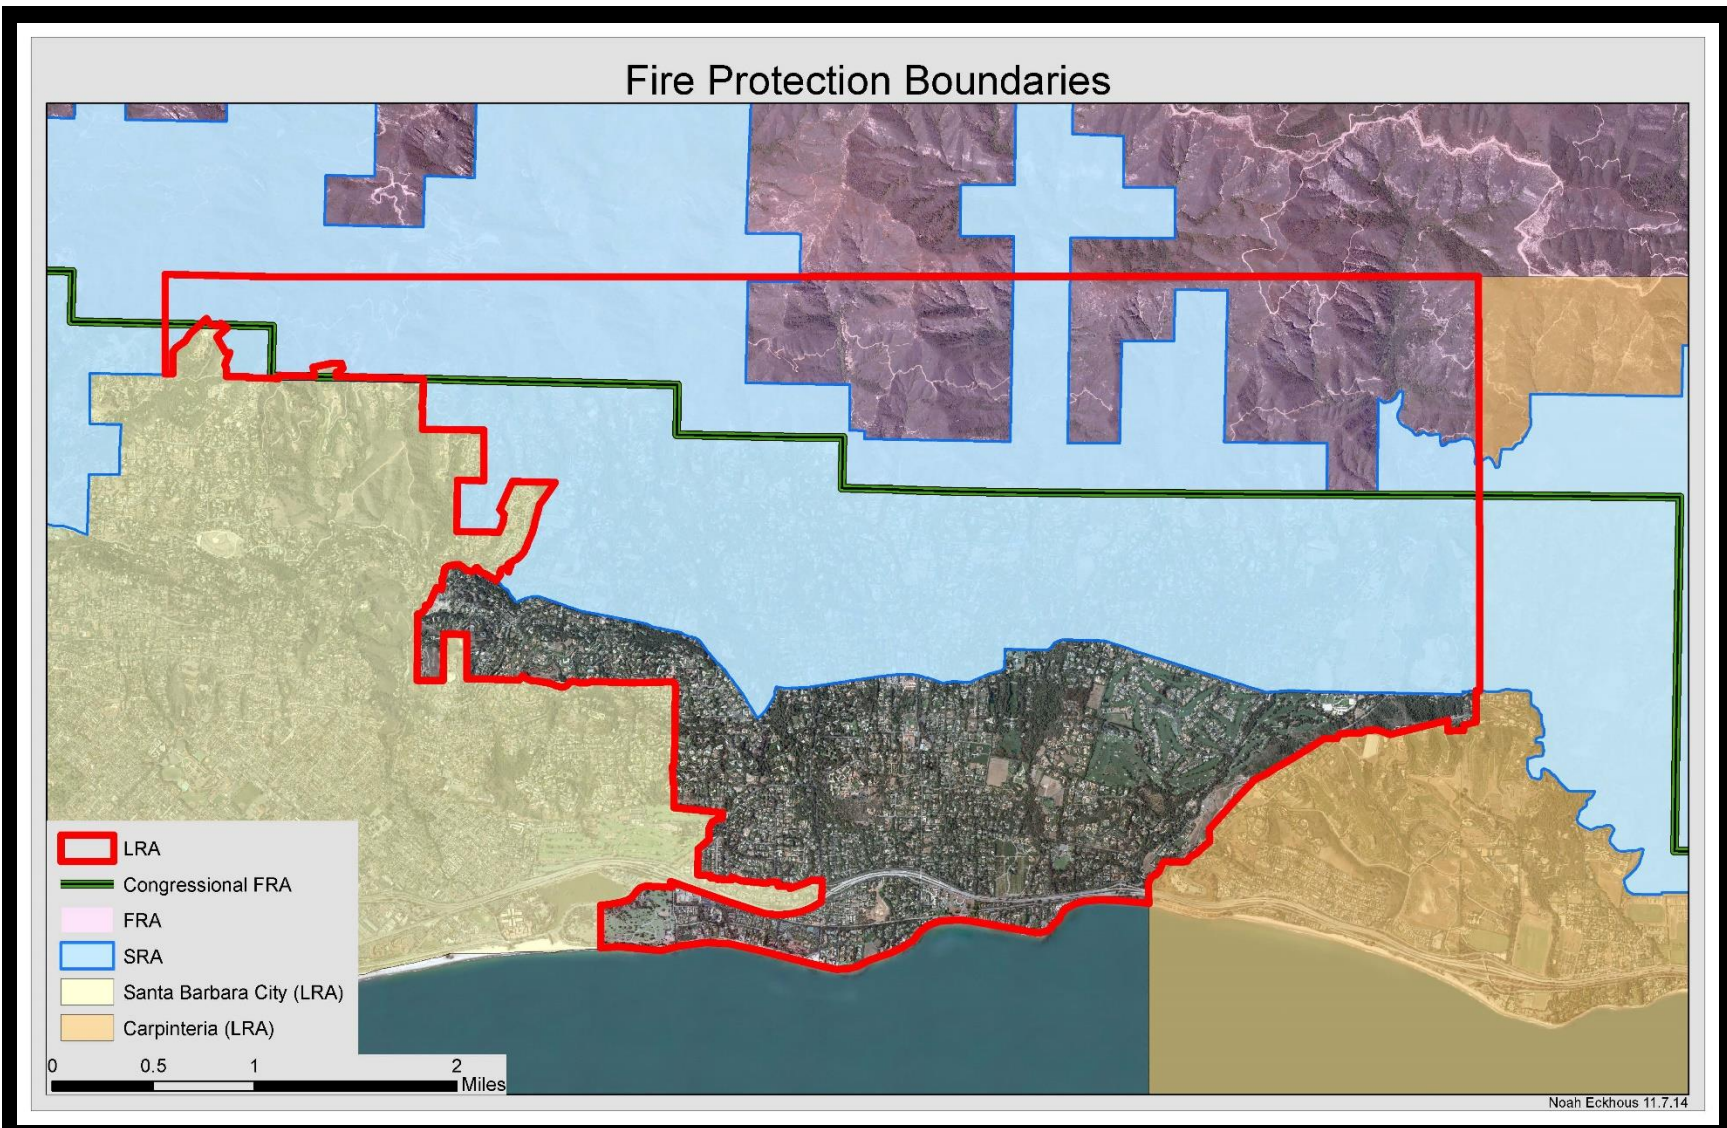 Fire Protection Boundaries
LRA
Congressional FRA
FRA
SRA
Santa Barbara City (LRA)
Carpinteria (LRA)
0 0.5 1 2
Miles
Noah Eckhous 11.7.14